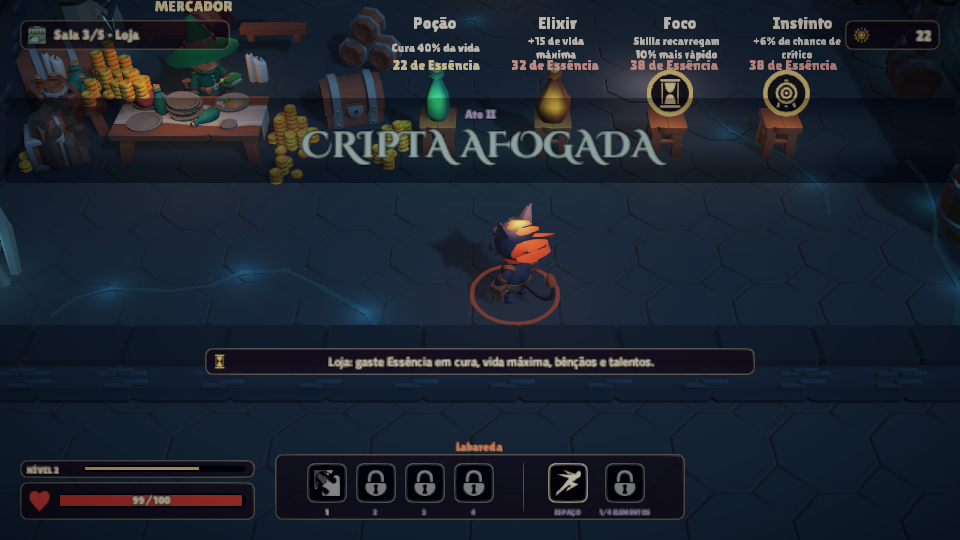 MERCADOR
Sala 3/5 - Loja
Poção
Cura 40% da vida
22 de Essência
Elixir
+15 de vida
máxima
32 de Essência
Foco
Skills recarregam
10% mais rápido
38 de Essência
Instinto
+6% de chance de
crítico
38 de Essência
22
Ato II
CRIPTA AFOGADA
Loja: gaste Essência em cura, vida máxima, bênçãos e talentos.
Labareda
NÍVEL 2
99/100
1
2
3
4
ESPAÇO
1/4 ELEMENTOS